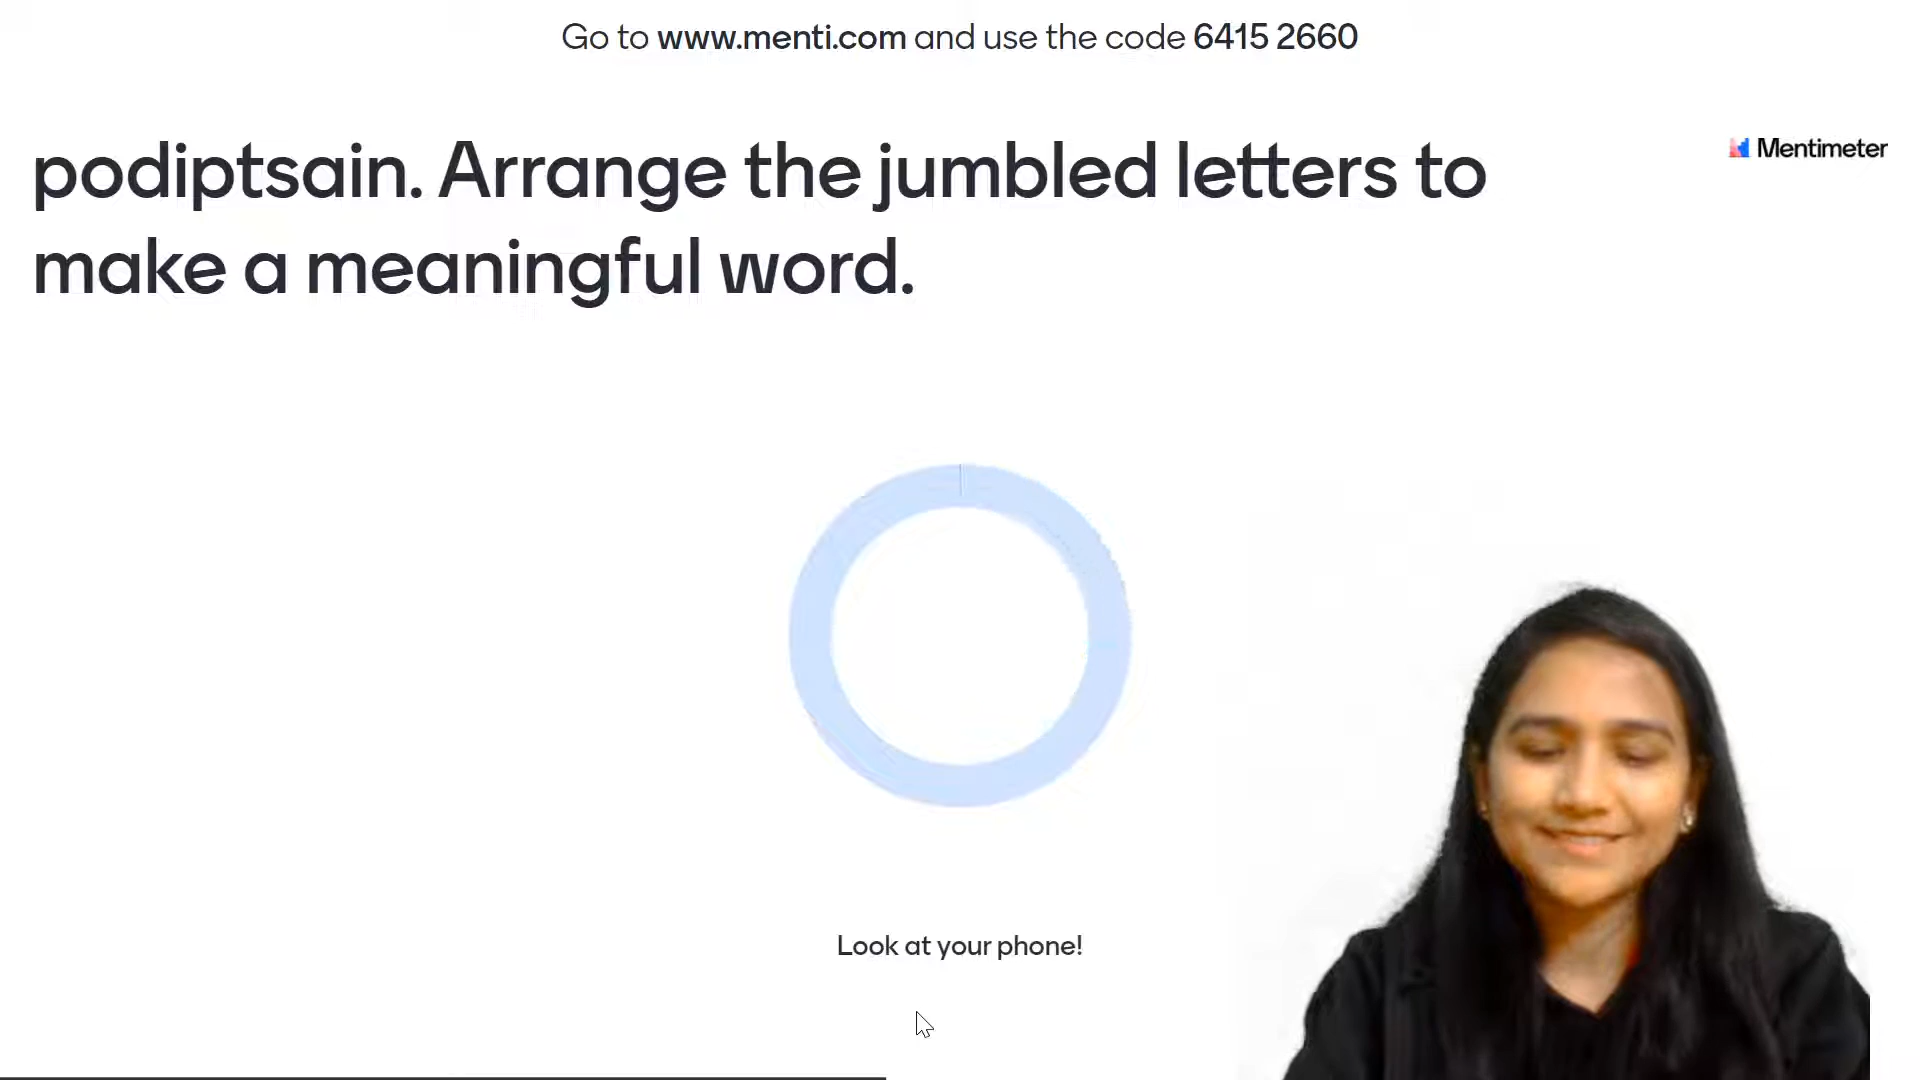 Go to www.menti.com and use the code 6415 2660
Mentimeter
podiptsain. Arrange the jumbled letters to
make a meaningful word.
Look at your phone!